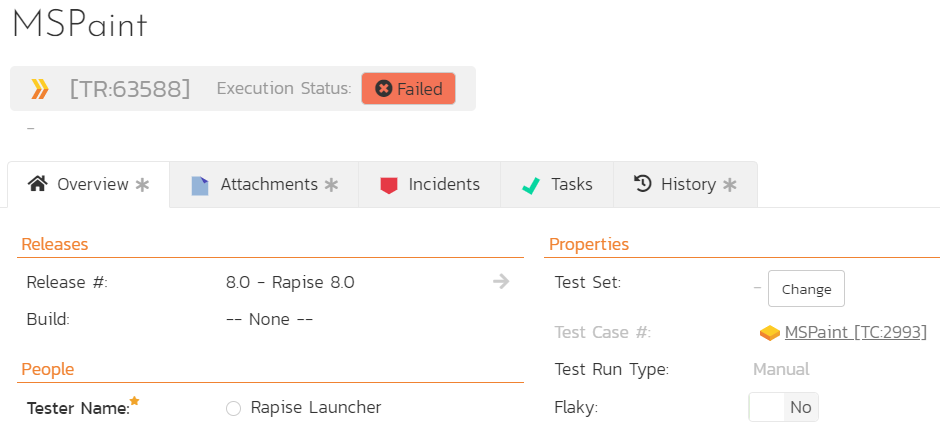 MSPaint
[TR:63588] Execution Status: Failed
-
Overview * Attachments * Incidents Tasks History *
Releases
Release #: 8.0 - Rapise 8.0
Build: -- None --
People
Tester Name: Rapise Launcher
Properties
Test Set: - Change
Test Case #: MSPaint [TC:2993]
Test Run Type: Manual
Flaky: No